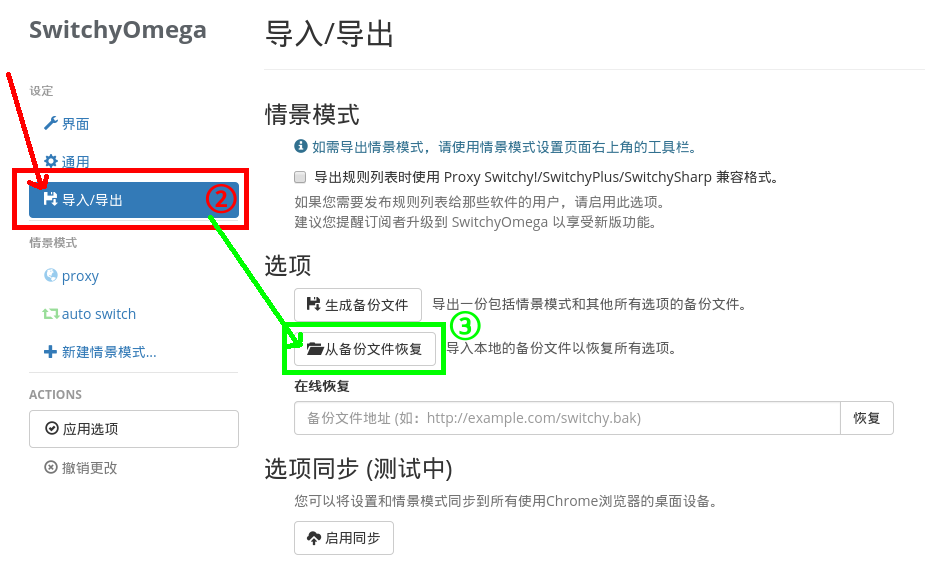 SwitchyOmega
设定
界面
通用
导入/导出
②
情景模式
proxy
auto switch
新建情景模式...
ACTIONS
应用选项
撤销更改
导入/导出
情景模式
如需导出情景模式，请使用情景模式设置页面右上角的工具栏。
导出规则列表时使用 Proxy Switchy!/SwitchyPlus/SwitchySharp 兼容格式。
如果您需要发布规则列表给那些软件的用户，请启用此选项。
建议您提醒订阅者升级到 SwitchyOmega 以享受新版功能。
选项
生成备份文件 导出一份包括情景模式和其他所有选项的备份文件。
③
从备份文件恢复 导入本地的备份文件以恢复所有选项。
在线恢复
备份文件地址 (如：http://example.com/switchy.bak) 恢复
选项同步 (测试中)
您可以将设置和情景模式同步到所有使用Chrome浏览器的桌面设备。
启用同步